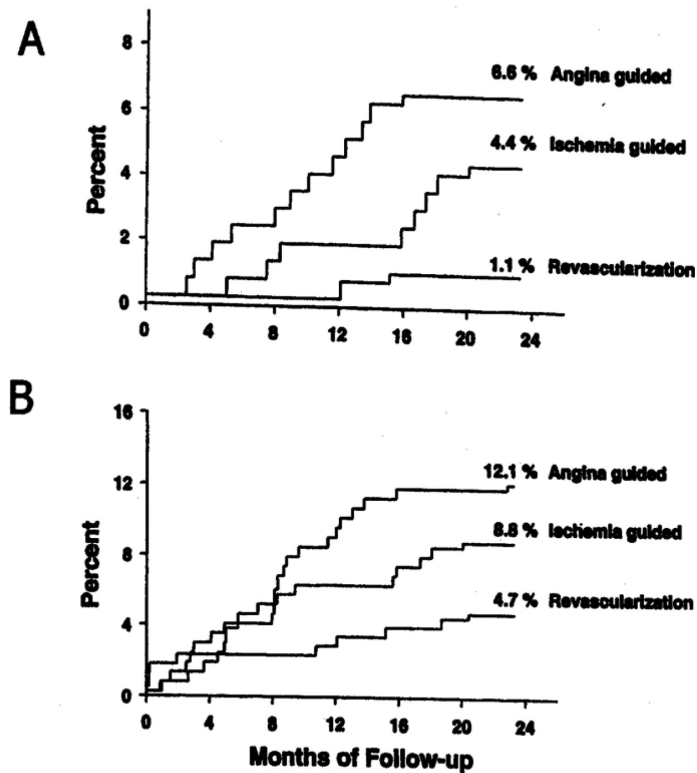 A
8
6
4
2
0
Percent
6.6 % Angina guided
4.4 % Ischemia guided
1.1 % Revascularization
0 4 8 12 16 20 24
B
16
12
8
4
0
Percent
12.1 % Angina guided
8.8 % Ischemia guided
4.7 % Revascularization
0 4 8 12 16 20 24
Months of Follow-up